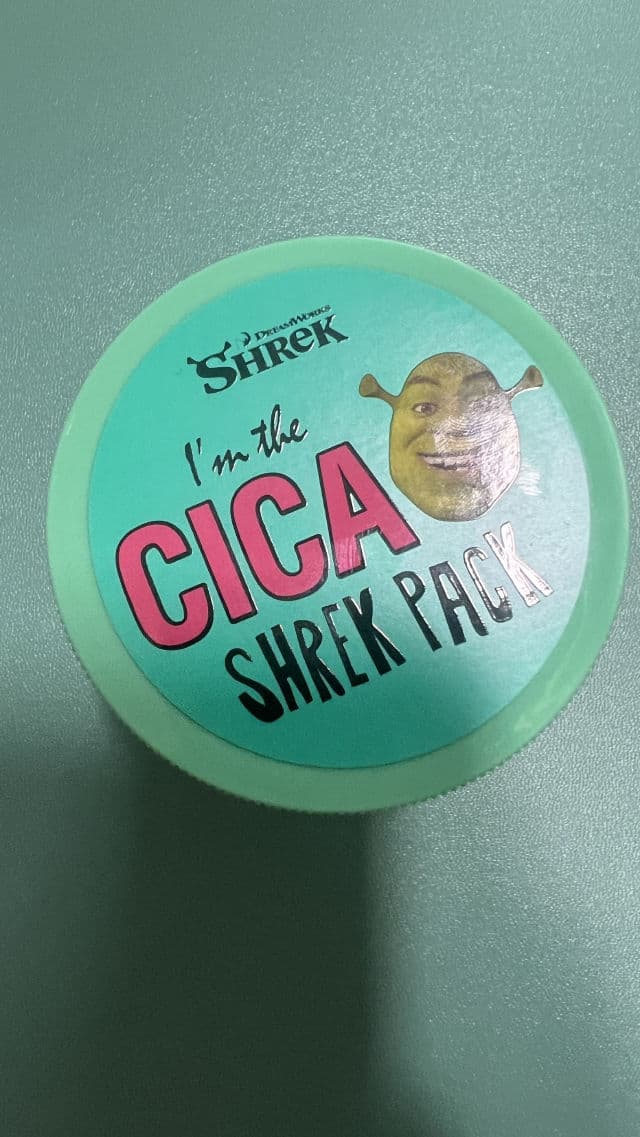 DREAMWORKS
SHREK
I'm the
CICA
SHREK PACK